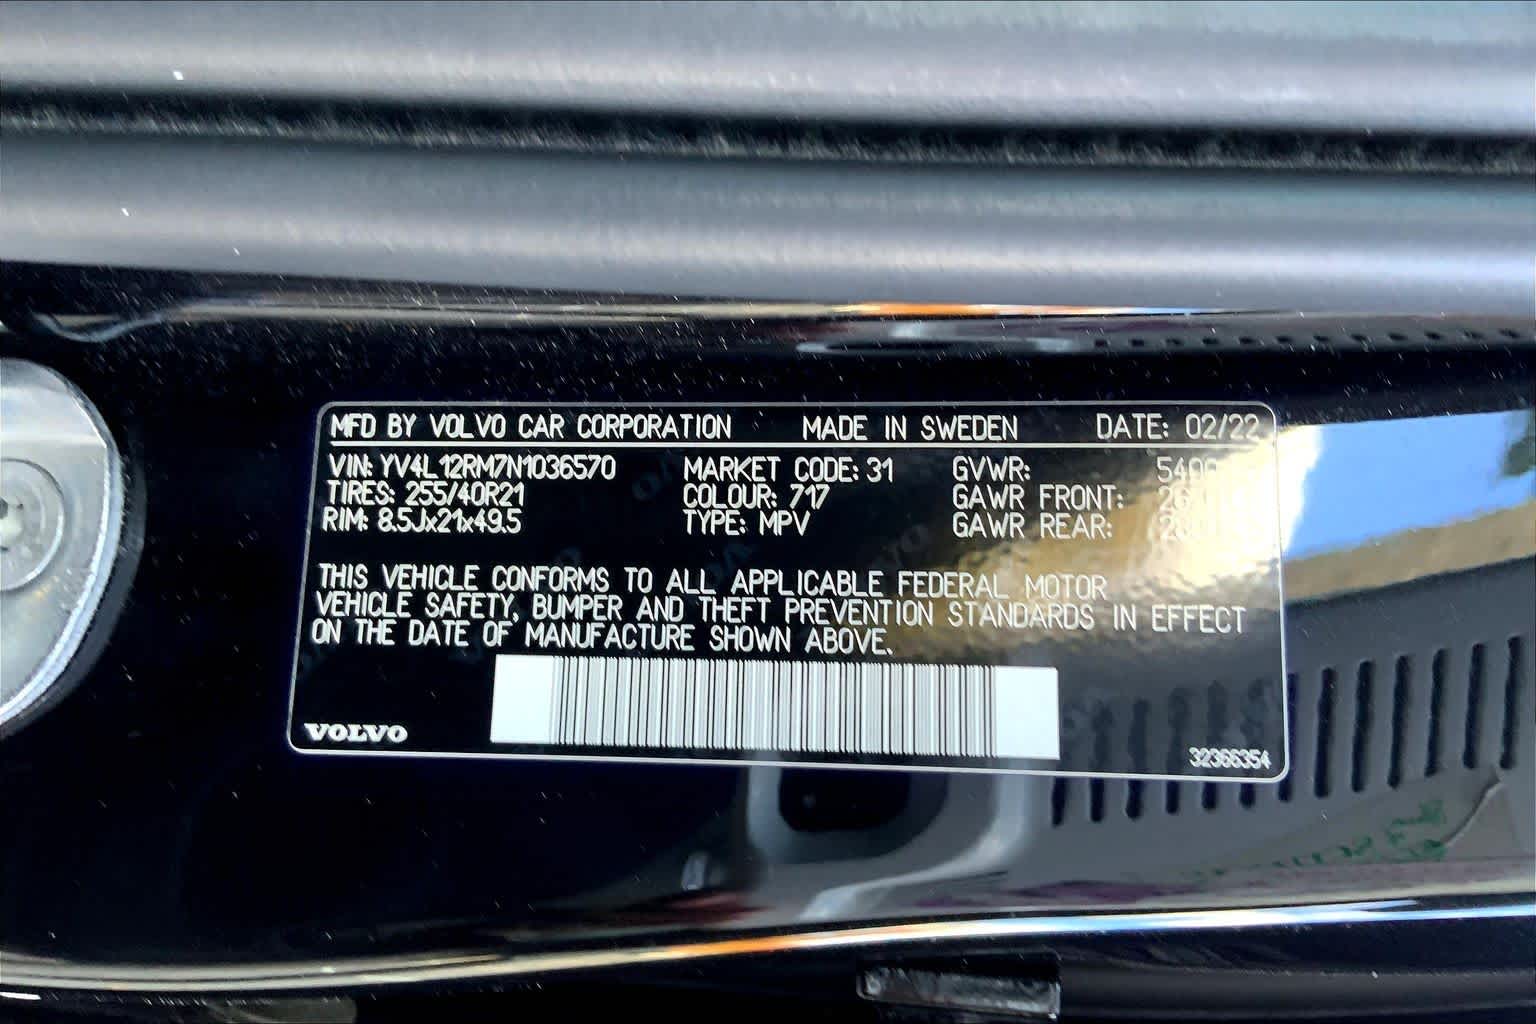 MFD BY VOLVO CAR CORPORATION MADE IN SWEDEN DATE: 02/22
VIN: YV4L12RM7N1036570 MARKET CODE: 31 GVWR:
TIRES: 255/40R21 COLOUR: 717 GAWR FRONT:
RIM: 8.5Jx21x49.5 TYPE: MPV GAWR REAR:
THIS VEHICLE CONFORMS TO ALL APPLICABLE FEDERAL MOTOR
VEHICLE SAFETY, BUMPER AND THEFT PREVENTION STANDARDS IN EFFECT
ON THE DATE OF MANUFACTURE SHOWN ABOVE.
VOLVO
32366354